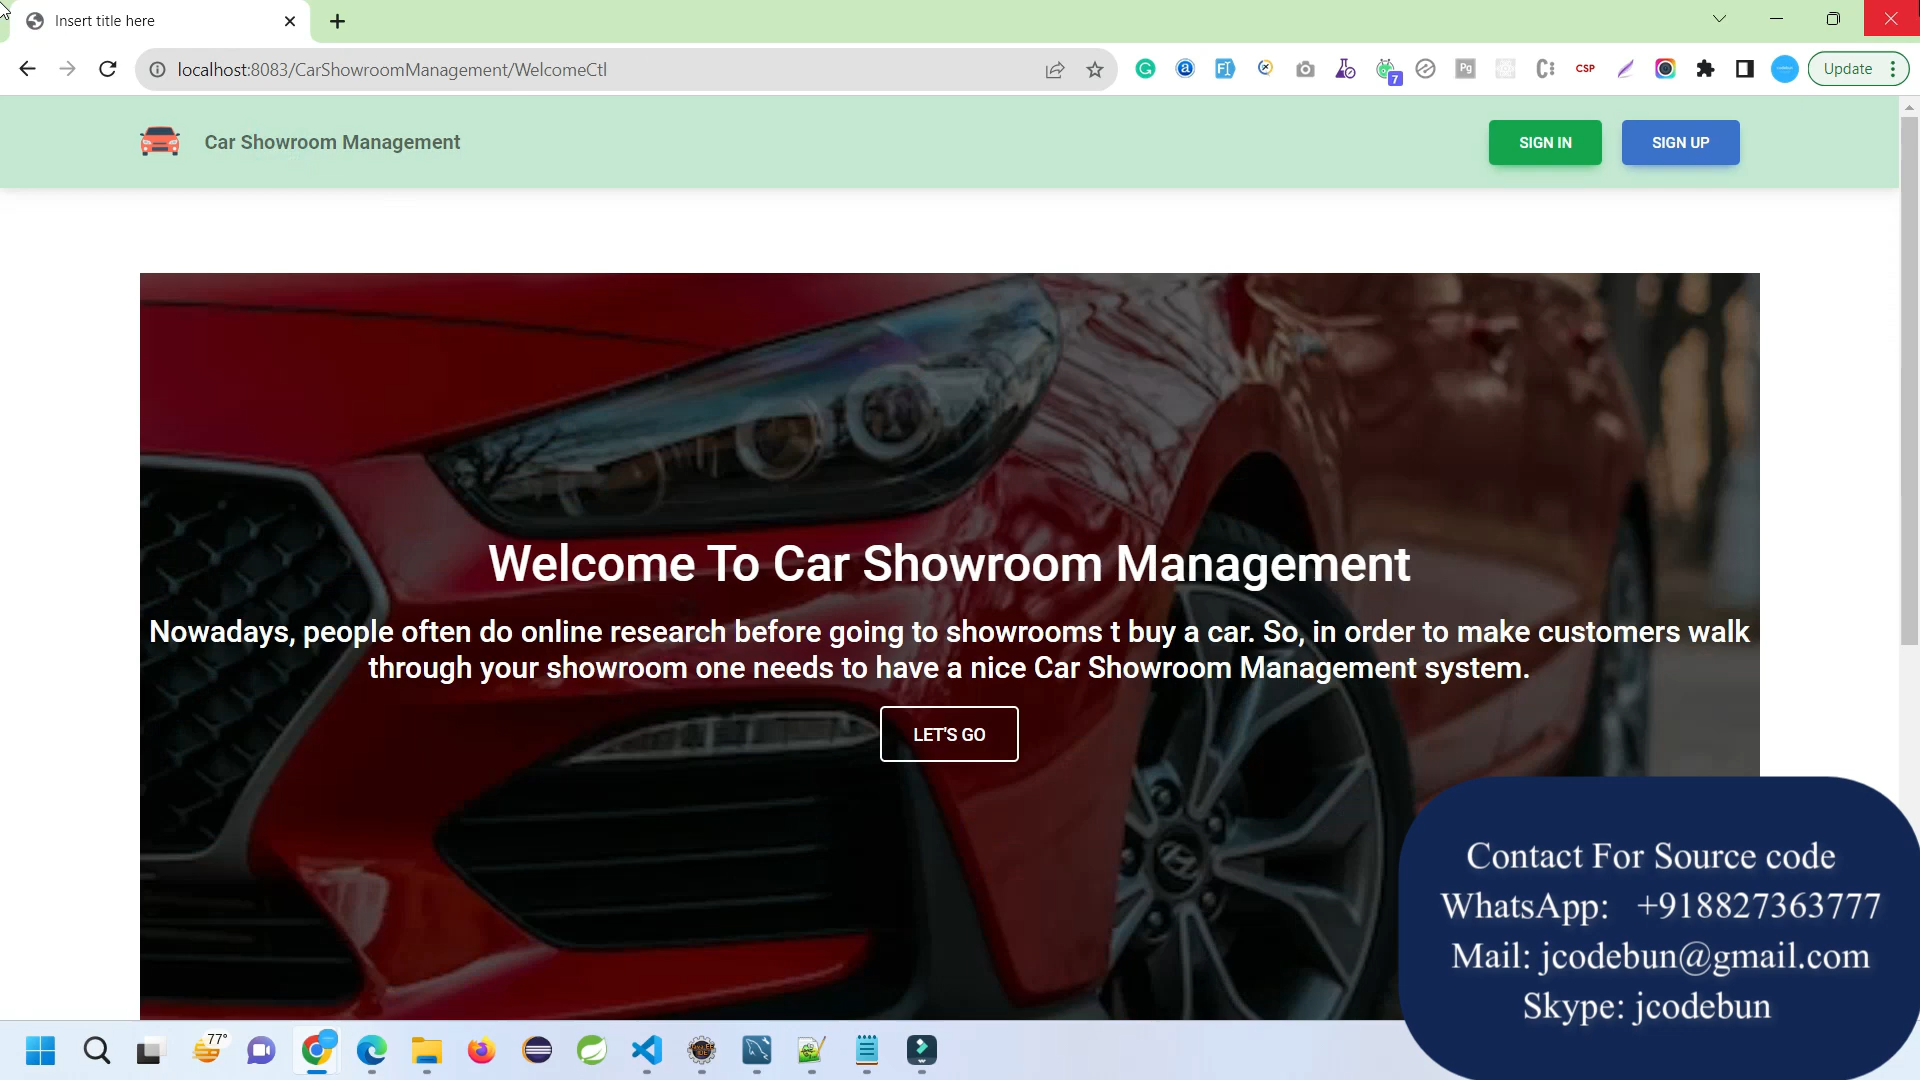 Insert title here
localhost:8083/CarShowroomManagement/WelcomeCtl
7
Pg
CSP
Update
Car Showroom Management
SIGN IN
SIGN UP
Welcome To Car Showroom Management
Nowadays, people often do online research before going to showrooms t buy a car. So, in order to make customers walk
through your showroom one needs to have a nice Car Showroom Management system.
LET'S GO
Contact For Source code
WhatsApp: +918827363777
Mail: jcodebun@gmail.com
Skype: jcodebun
77°